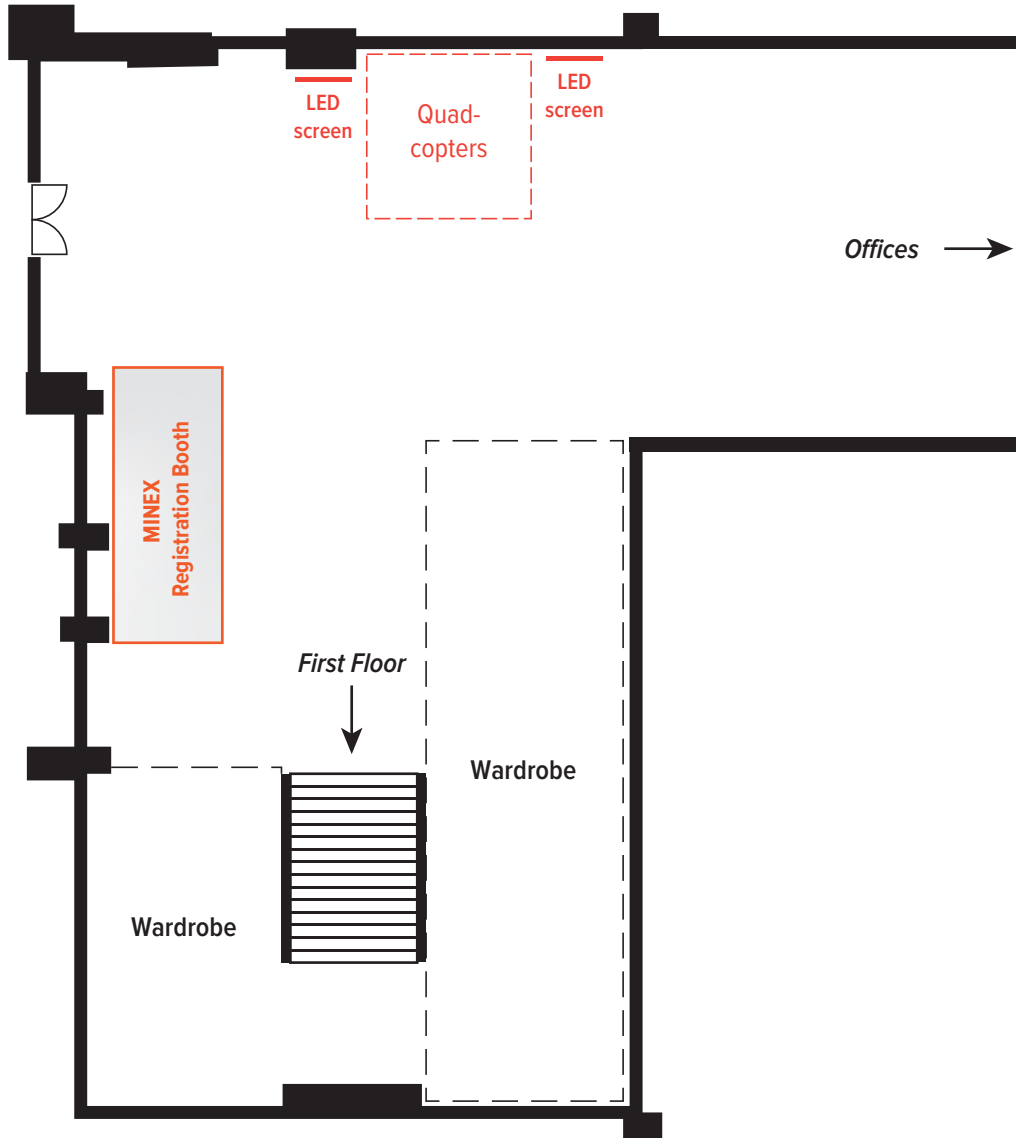 LED
screen
Quad-
copters
LED
screen
Offices
MINEX
Registration Booth
First Floor
Wardrobe
Wardrobe